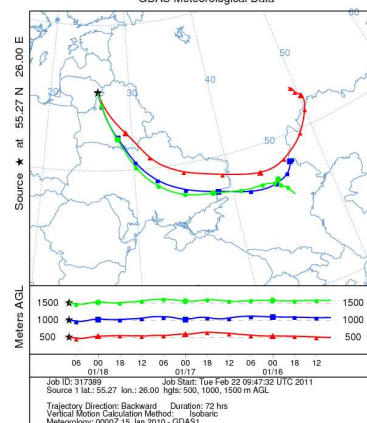 GDAS Meteorological Data
Source ★ at 55.27 N 26.00 E
60
50
40
20
30
50
Meters AGL
1500
1500
1000
1000
500
500
06 00 18 12 06 00 18 12 06 00 18 12
01/18 01/17 01/16
Job ID: 317389 Job Start: Tue Feb 22 09:47:32 UTC 2011
Source 1 lat.: 55.27 lon.: 26.00 hgts: 500, 1000, 1500 m AGL
Trajectory Direction: Backward Duration: 72 hrs
Vertical Motion Calculation Method: Isobaric
Meteorology: 0000Z 15 Jan 2010 - GDAS1